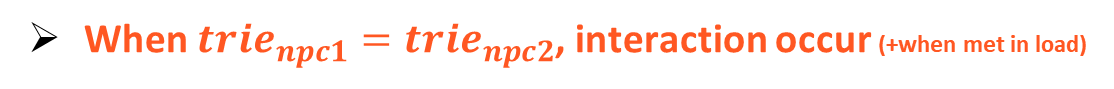 ➢ When trie_npc1 = trie_npc2, interaction occur (+when met in load)